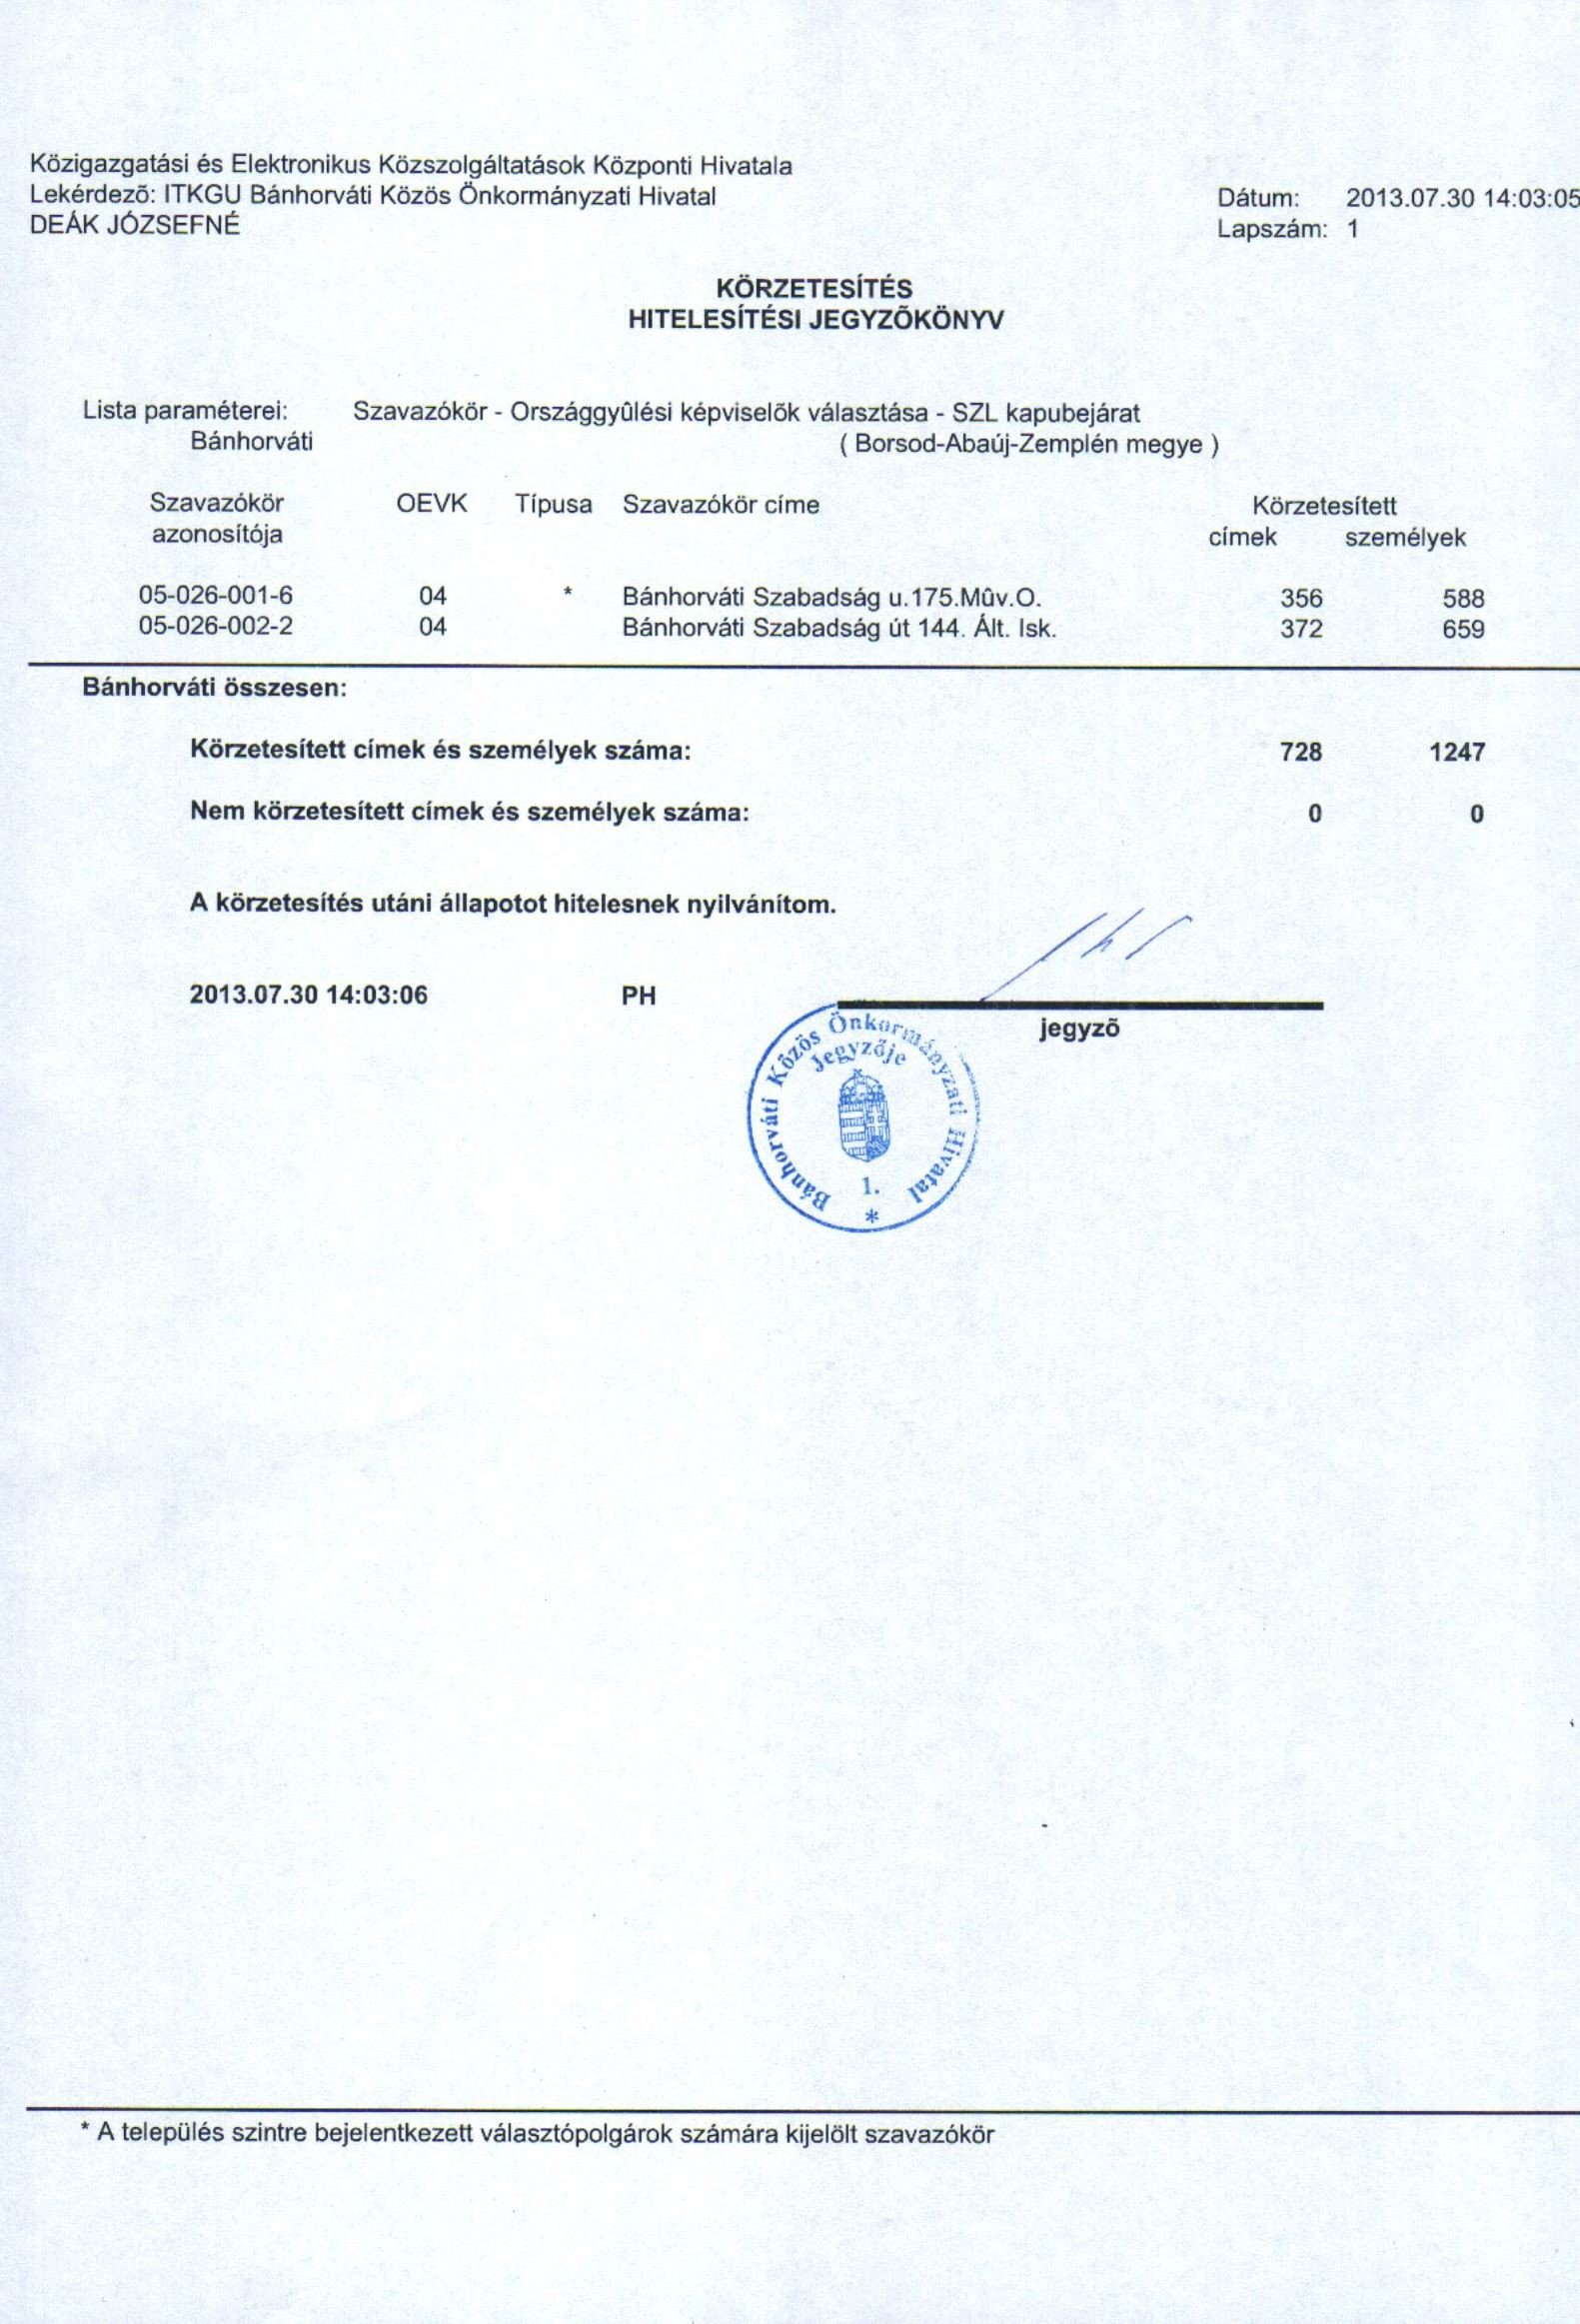 Közigazgatási és Elektronikus Közszolgáltatások Központi Hivatala
Lekérdezõ: ITKGU Bánhorváti Közös Önkormányzati Hivatal
DEÁK JÓZSEFNÉ
Dátum: 2013.07.30 14:03:05
Lapszám: 1
KÖRZETESÍTÉS
HITELESÍTÉSI JEGYZÕKÖNYV
Lista paraméterei: Szavazókör - Országgyûlési képviselõk választása - SZL kapubejárat
Bánhorváti ( Borsod-Abaúj-Zemplén megye )
Szavazókör OEVK Típusa Szavazókör címe Körzetesített
azonosítója címek személyek
05-026-001-6 04 * Bánhorváti Szabadság u.175.Mûv.O. 356 588
05-026-002-2 04 Bánhorváti Szabadság út 144. Ált. Isk. 372 659
Bánhorváti összesen:
Körzetesített címek és személyek száma: 728 1247
Nem körzetesített címek és személyek száma: 0 0
A körzetesítés utáni állapotot hitelesnek nyilvánítom.
2013.07.30 14:03:06 PH
jegyzõ
Bánhorváti Közös Önkormányzati Hivatal
Jegyzője
1.
*
* A település szintre bejelentkezett választópolgárok számára kijelölt szavazókör